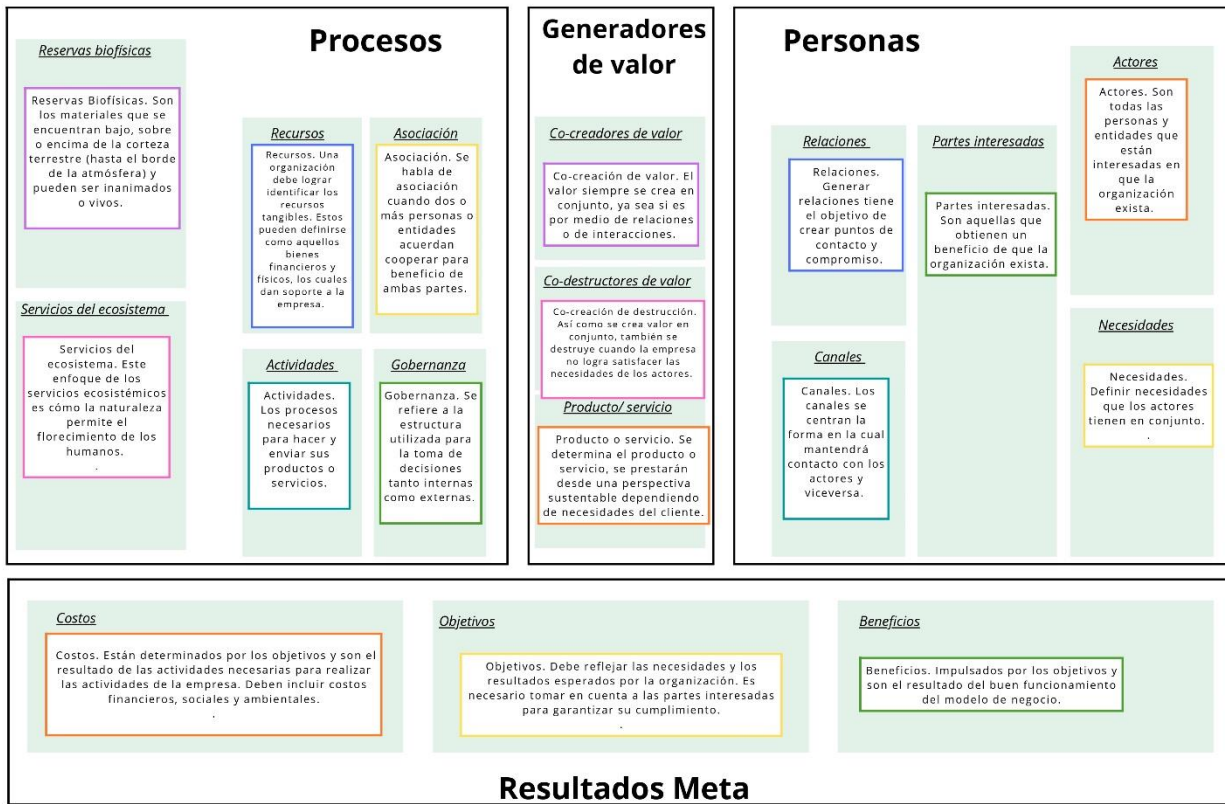 Procesos
Reservas biofísicas
Reservas Biofísicas. Son
los materiales que se
encuentran bajo, sobre
o encima de la corteza
terrestre (hasta el borde
de la atmósfera) y
pueden ser inanimados
o vivos.
Servicios del ecosistema
Servicios del
ecosistema. Este
enfoque de los
servicios ecosistémicos
es cómo la naturaleza
permite el
florecimiento de los
humanos.
.
Recursos
Recursos. Una
organización
debe lograr
identificar los
recursos
tangibles. Estos
pueden definirse
como aquellos
bienes
financieros y
físicos, los cuales
dan soporte a la
empresa.
Asociación
Asociación. Se
habla de
asociación
cuando dos o
más personas o
entidades
acuerdan
cooperar para
beneficio de
ambas partes.
Actividades
Actividades.
Los procesos
necesarios
para hacer y
enviar sus
productos o
servicios.
Gobernanza
Gobernanza. Se
refiere a la
estructura
utilizada para
la toma de
decisiones
tanto internas
como externas.
Generadores
de valor
Co-creadores de valor
Co-creación de valor. El
valor siempre se crea en
conjunto, ya sea si es
por medio de relaciones
o de interacciones.
Co-destructores de valor
Co-creación de destrucción.
Así como se crea valor en
conjunto, también se
destruye cuando la empresa
no logra satisfacer las
necesidades de los actores.
Producto/ servicio
Producto o servicio. Se
determina el producto o
servicio, se prestarán
desde una perspectiva
sustentable dependiendo
de necesidades del cliente.
Personas
Relaciones
Relaciones.
Generar
relaciones tiene
el objetivo de
crear puntos de
contacto y
compromiso.
Canales
Canales. Los
canales se
centran la
forma en la cual
mantendrá
contacto con los
actores y
viceversa.
Partes interesadas
Partes interesadas.
Son aquellas que
obtienen un
beneficio de que la
organización exista.
Actores
Actores. Son
todas las
personas y
entidades que
están
interesadas en
que la
organización
exista.
Necesidades
Necesidades.
Definir necesidades
que los actores
tienen en conjunto.
.
Costos
Costos. Están determinados por los objetivos y son el
resultado de las actividades necesarias para realizar
las actividades de la empresa. Deben incluir costos
financieros, sociales y ambientales.
.
Objetivos
Objetivos. Debe reflejar las necesidades y los
resultados esperados por la organización. Es
necesario tomar en cuenta a las partes interesadas
para garantizar su cumplimiento.
.
Beneficios
Beneficios. Impulsados por los objetivos y
son el resultado del buen funcionamiento
del modelo de negocio.
Resultados Meta